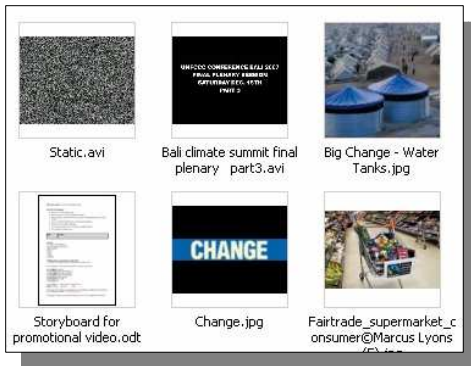 UNFCCC CONFERENCE BALI 2007
FINAL PLENARY SESSION
SATURDAY DEC. 15TH
PART 3
Static.avi
Bali climate summit final
plenary part3.avi
Big Change - Water
Tanks.jpg
CHANGE
Storyboard for
promotional video.odt
Change.jpg
Fairtrade_supermarket_c
onsumer©Marcus Lyons